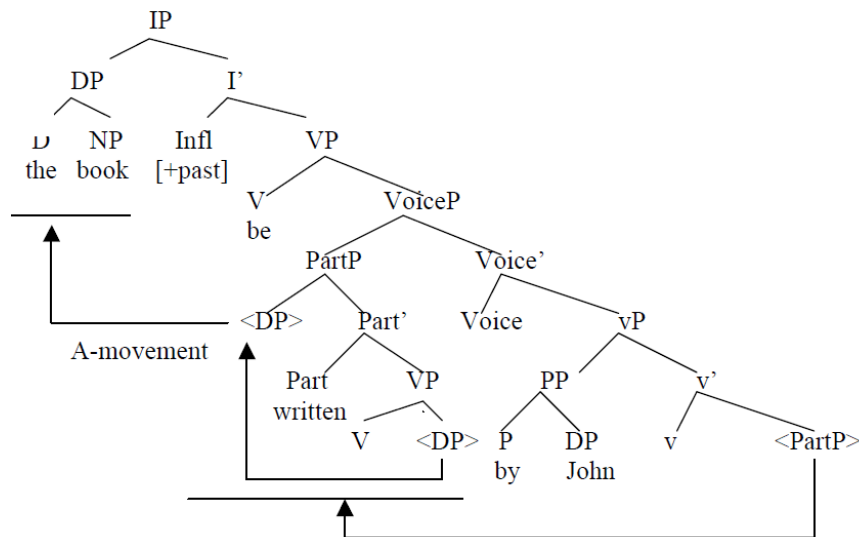 IP
DP I’
D NP Infl VP
the book [+past]
V VoiceP
be
PartP Voice’
<DP> Part’ Voice vP
A-movement
Part VP PP v’
written
V <DP> P DP v <PartP>
by John